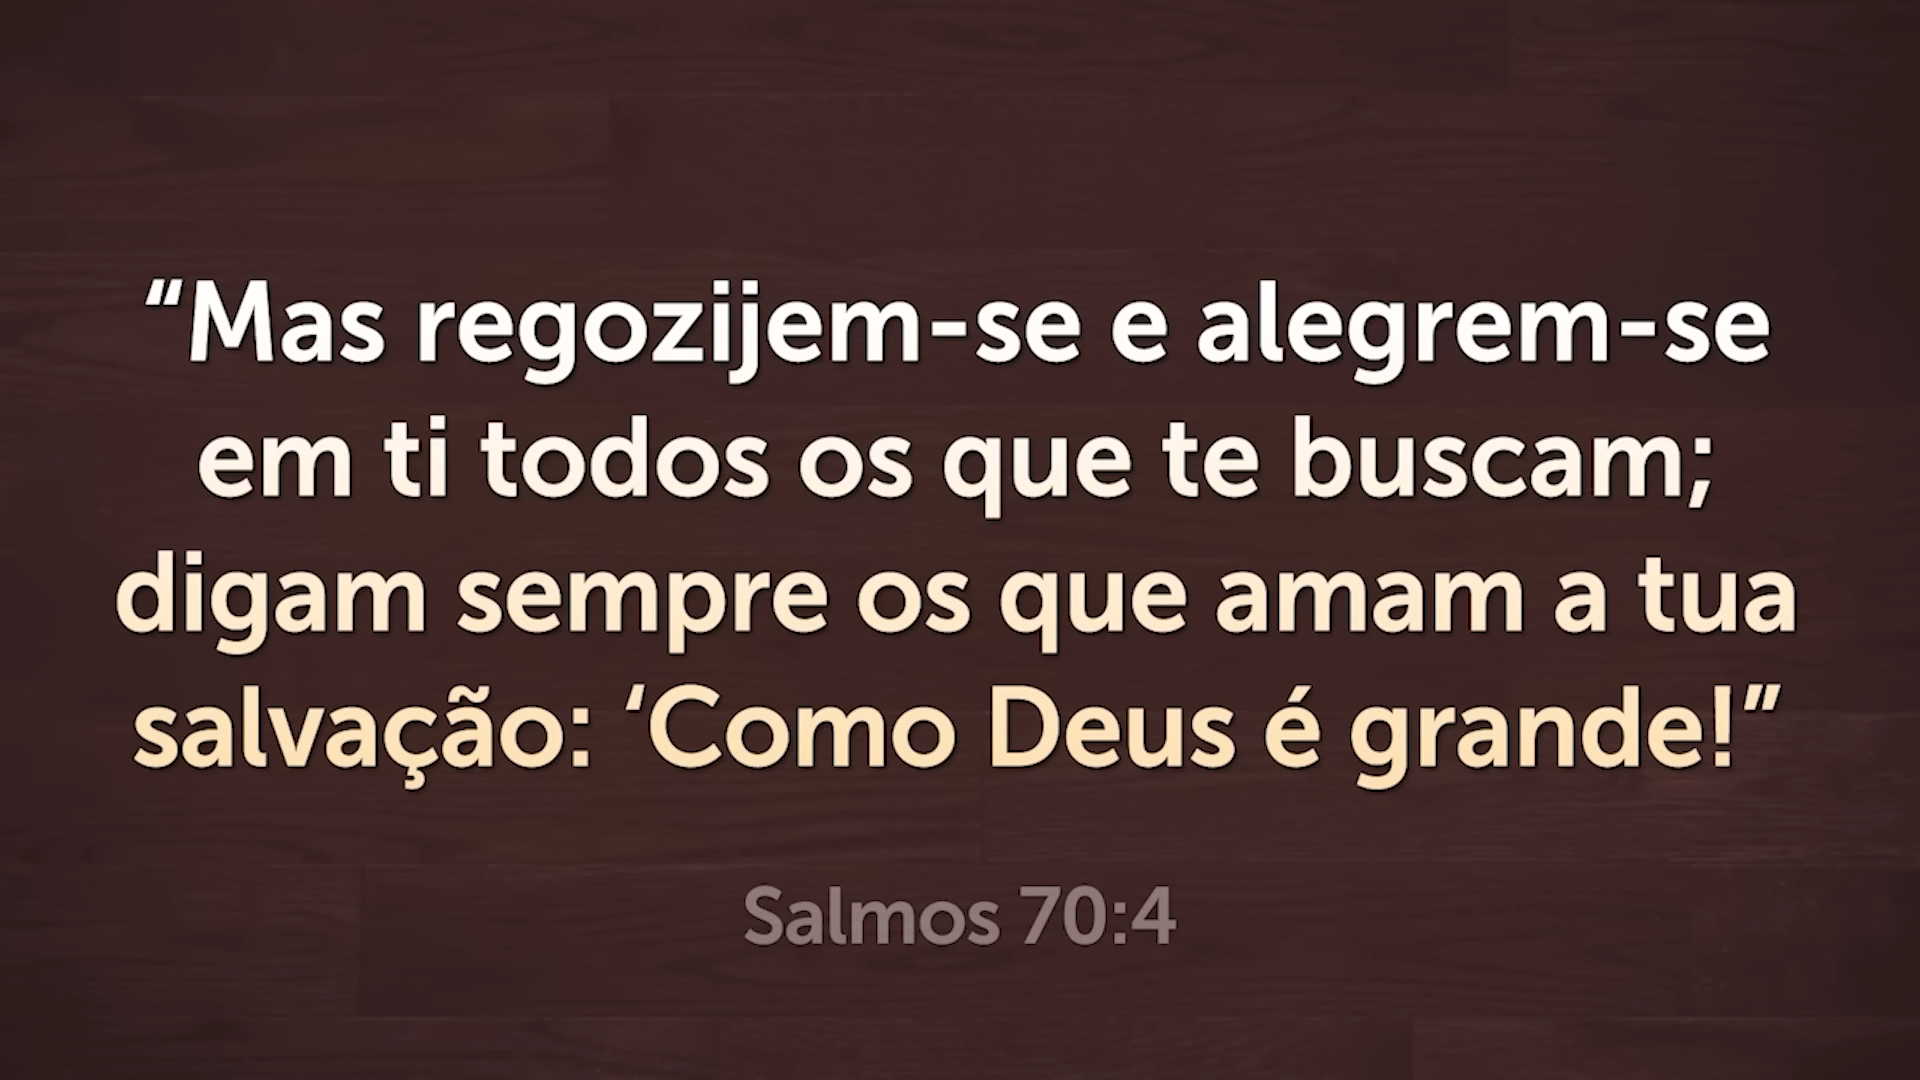 “Mas regozijem-se e alegrem-se
em ti todos os que te buscam;
digam sempre os que amam a tua
salvação: ‘Como Deus é grande!”
Salmos 70:4